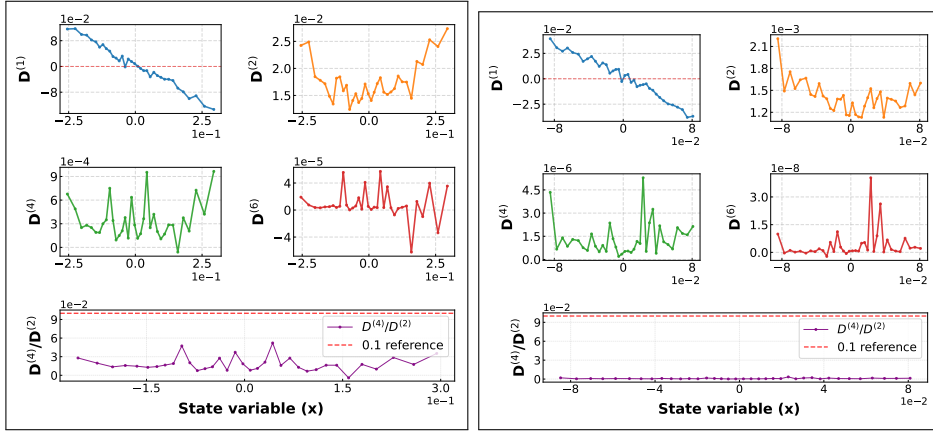 1e−2
D(1)
8
0
−8
−2.5
0.0
2.5
1e−1
1e−2
D(2)
2.5
2.0
1.5
−2.5
0.0
2.5
1e−1
1e−4
D(4)
9
6
3
0
−2.5
0.0
2.5
1e−1
1e−5
D(6)
4
0
−4
−2.5
0.0
2.5
1e−1
1e−2
D(4)/D(2)
9
6
3
0
D(4)/D(2)
0.1 reference
−1.5
0.0
1.5
3.0
1e−1
State variable (x)
1e−2
D(1)
2.5
0.0
−2.5
−8
0
8
1e−2
1e−3
D(2)
2.1
1.8
1.5
1.2
−8
0
8
1e−2
1e−6
D(4)
4.5
3.0
1.5
0.0
−8
0
8
1e−2
1e−8
D(6)
3
0
−8
0
8
1e−2
1e−2
D(4)/D(2)
9
6
3
0
D(4)/D(2)
0.1 reference
−8
−4
0
4
8
1e−2
State variable (x)